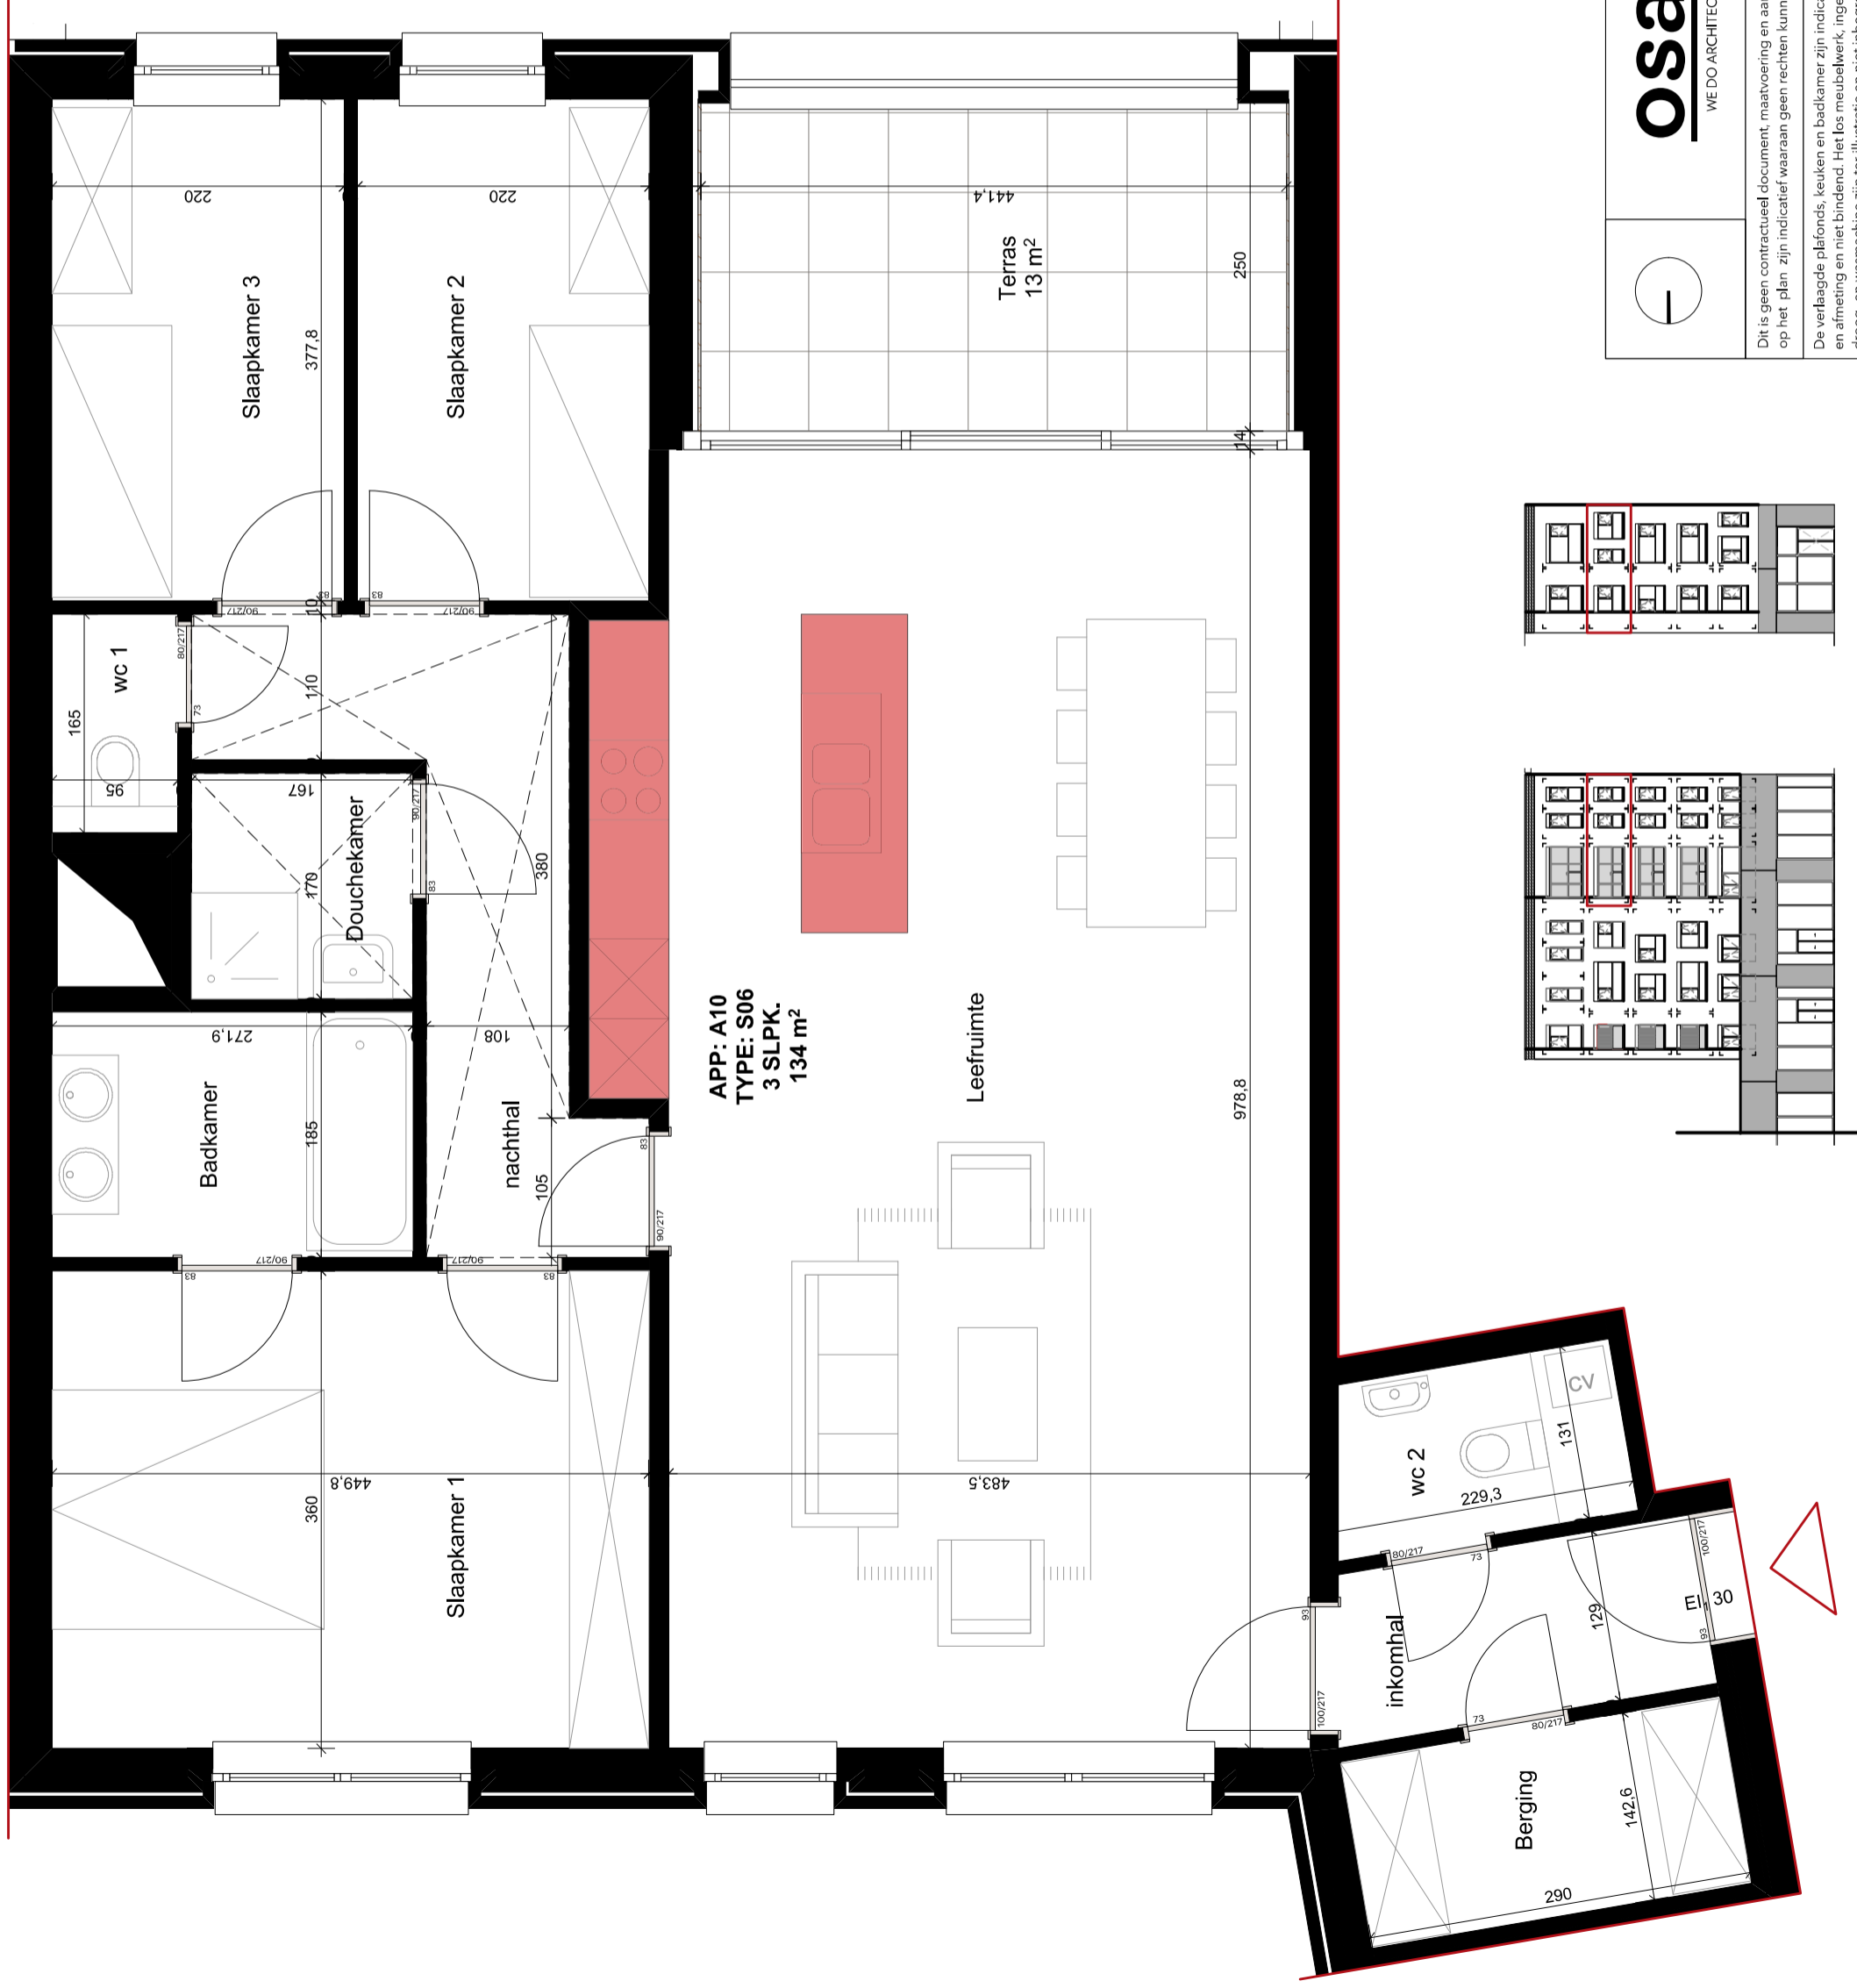 Slaapkamer 3
220
377,8
Slaapkamer 2
220
Terras
13 m²
441,4
250
14
wc 1
165
95
80/217
73
90/217
83
90/217
83
10
110
Douchekamer
167
170
90/217
83
380
Badkamer
271,9
185
nachthal
108
105
90/217
83
90/217
83
90/217
83
APP: A10
TYPE: S06
3 SLPK.
134 m²
Leefruimte
978,8
483,5
Slaapkamer 1
449,8
360
wc 2
CV
131
229,3
80/217
73
inkomhal
93
100/217
129
EI₁ 30
100/217
93
73
80/217
Berging
142,6
290
osa
WE DO ARCHITEC
Dit is geen contractueel document, maatvoering en aan
op het plan zijn indicatief waaraan geen rechten kunn
De verlaagde plafonds, keuken en badkamer zijn indica
en afmeting en niet bindend. Het los meubelwerk, inge